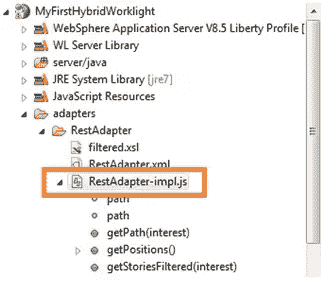 MyFirstHybridWorklight
WebSphere Application Server V8.5 Liberty Profile [
WL Server Library
server/java
JRE System Library [jre7]
JavaScript Resources
adapters
RestAdapter
filtered.xsl
RestAdapter.xml
RestAdapter-impl.js
path
path
getPath(interest)
getPositions()
getStoriesFiltered(interest)